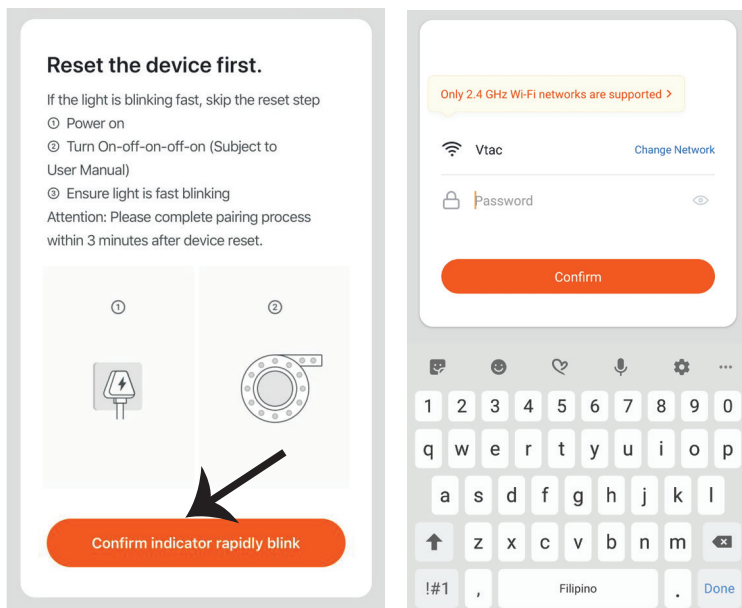 Reset the device first.
If the light is blinking fast, skip the reset step
① Power on
② Turn On-off-on-off-on (Subject to
User Manual)
③ Ensure light is fast blinking
Attention: Please complete pairing process
within 3 minutes after device reset.
①
②
Confirm indicator rapidly blink
Only 2.4 GHz Wi-Fi networks are supported >
Vtac Change Network
Password
Confirm
1 2 3 4 5 6 7 8 9 0
q w e r t y u i o p
a s d f g h j k l
z x c v b n m
!#1 , Filipino . Done